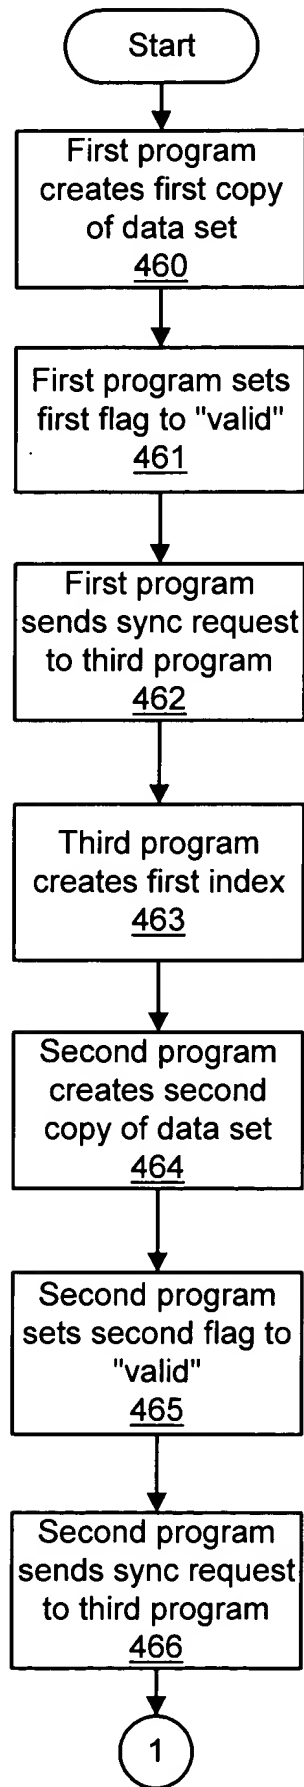 Start
First program
creates first copy
of data set
460
First program sets
first flag to "valid"
461
First program
sends sync request
to third program
462
Third program
creates first index
463
Second program
creates second
copy of data set
464
Second program
sets second flag to
"valid"
465
Second program
sends sync request
to third program
466
1